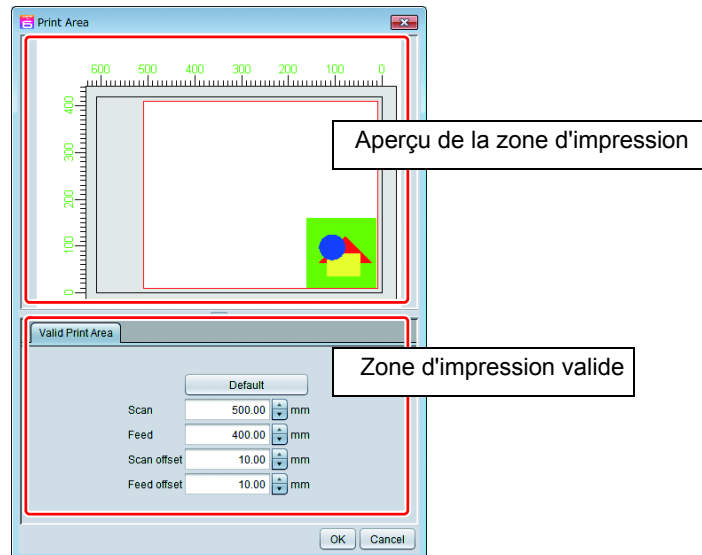 Print Area
600 500 400 300 200 100 0
400
300
200
100
0
Aperçu de la zone d'impression
Valid Print Area
Zone d'impression valide
Default
Scan 500.00 mm
Feed 400.00 mm
Scan offset 10.00 mm
Feed offset 10.00 mm
OK Cancel